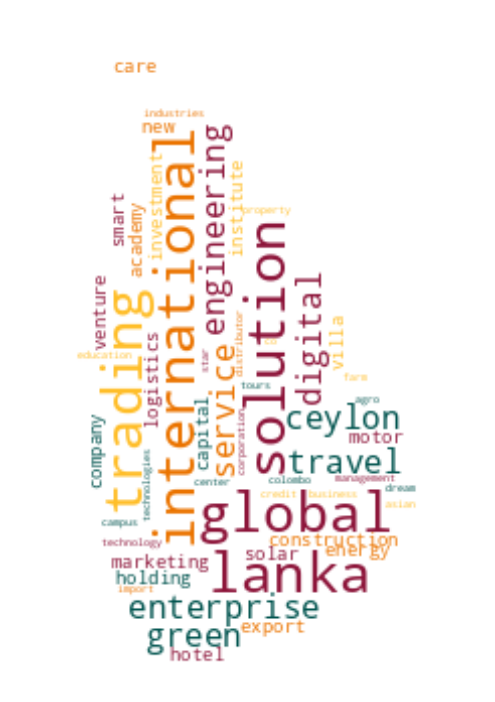 care
industries
new
international
engineering
investment
institute
smart
academy
property
solution
venture
trading
digital
logistics
distributor
villa
education
star
co
service
farm
tours
capital
agro
ceylon
company
corporation
motor
technologies
travel
center
colombo
management
dream
global
credit
business
asian
campus
technology
construction
energy
marketing
solar
lanka
holding
import
enterprise
green
export
hotel